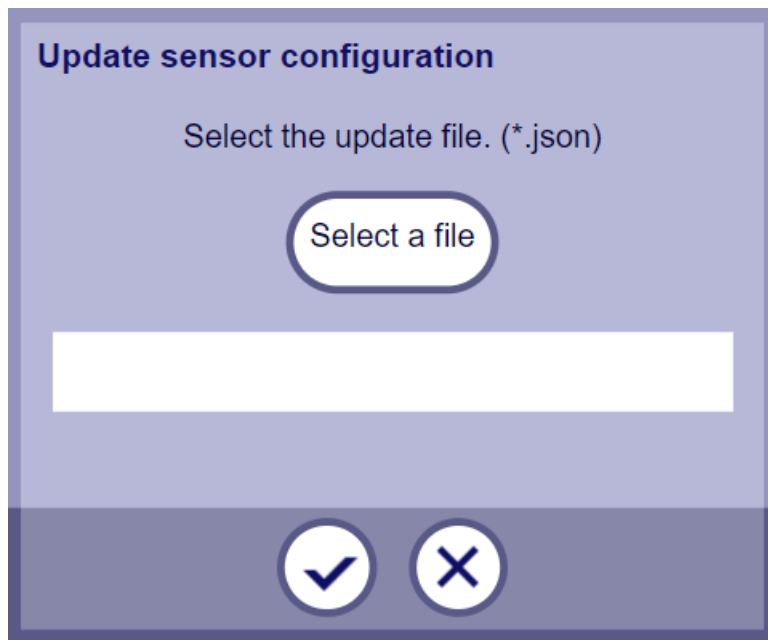 Update sensor configuration
Select the update file. (*.json)
Select a file